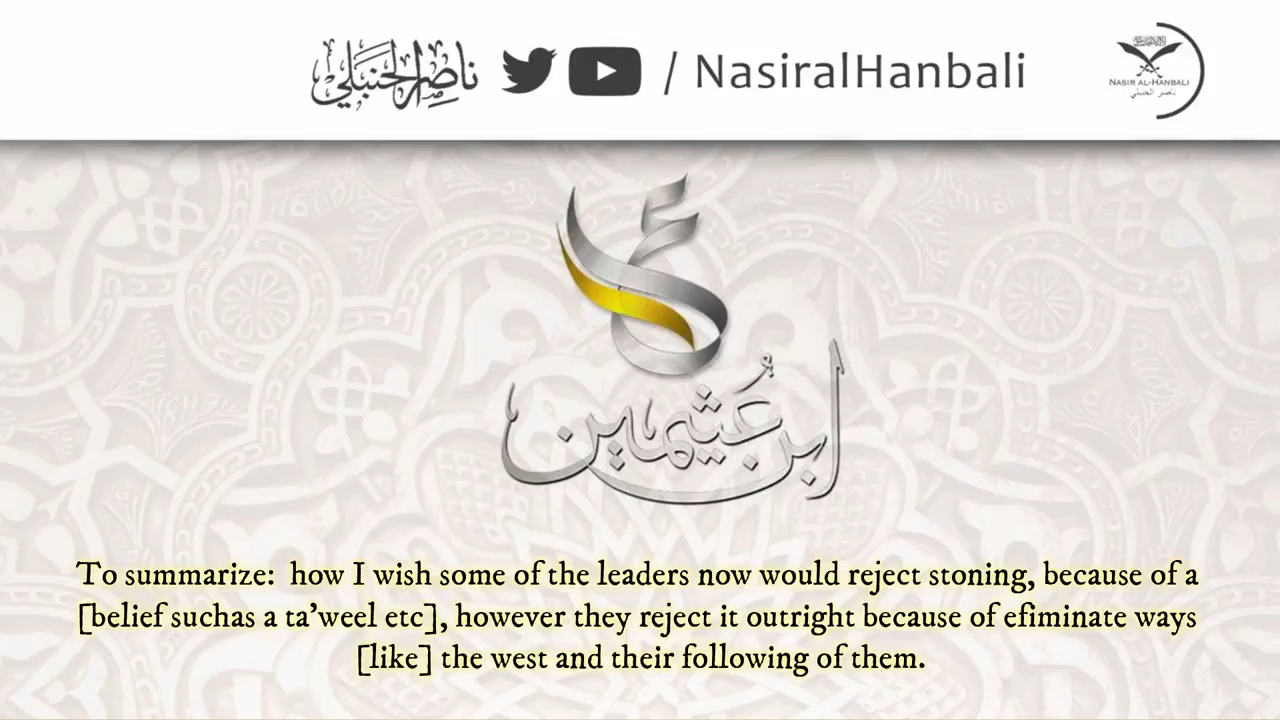 ناصر الحنبلي / NasiralHanbali
NASIR AL-HANBALI
ناصر الحنبلي
ابن عُثيمين
To summarize:  how I wish some of the leaders now would reject stoning, because of a
[belief suchas a ta'weel etc], however they reject it outright because of efiminate ways
[like] the west and their following of them.